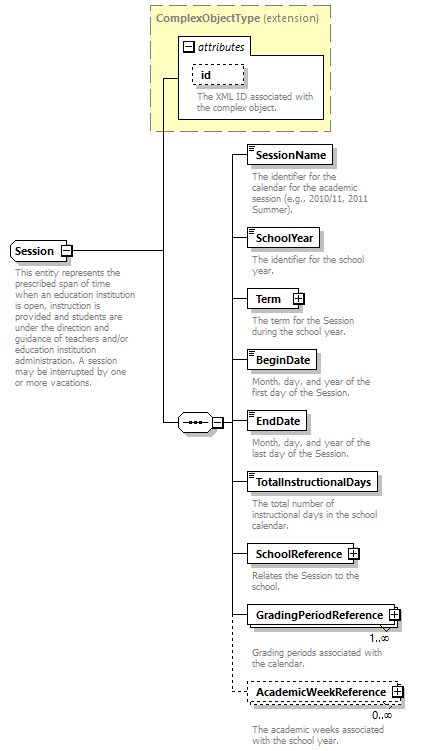 ComplexObjectType (extension)
attributes
id
The XML ID associated with
the complex object.
Session
This entity represents the
prescribed span of time
when an education institution
is open, instruction is
provided and students are
under the direction and
guidance of teachers and/or
education institution
administration. A session
may be interrupted by one
or more vacations.
SessionName
The identifier for the
calendar for the academic
session (e.g., 2010/11, 2011
Summer).
SchoolYear
The identifier for the school
year.
Term
The term for the Session
during the school year.
BeginDate
Month, day, and year of the
first day of the Session.
EndDate
Month, day, and year of the
last day of the Session.
TotalInstructionalDays
The total number of
instructional days in the school
calendar.
SchoolReference
Relates the Session to the
school.
GradingPeriodReference
1..∞
Grading periods associated with
the calendar.
AcademicWeekReference
0..∞
The academic weeks associated
with the school year.